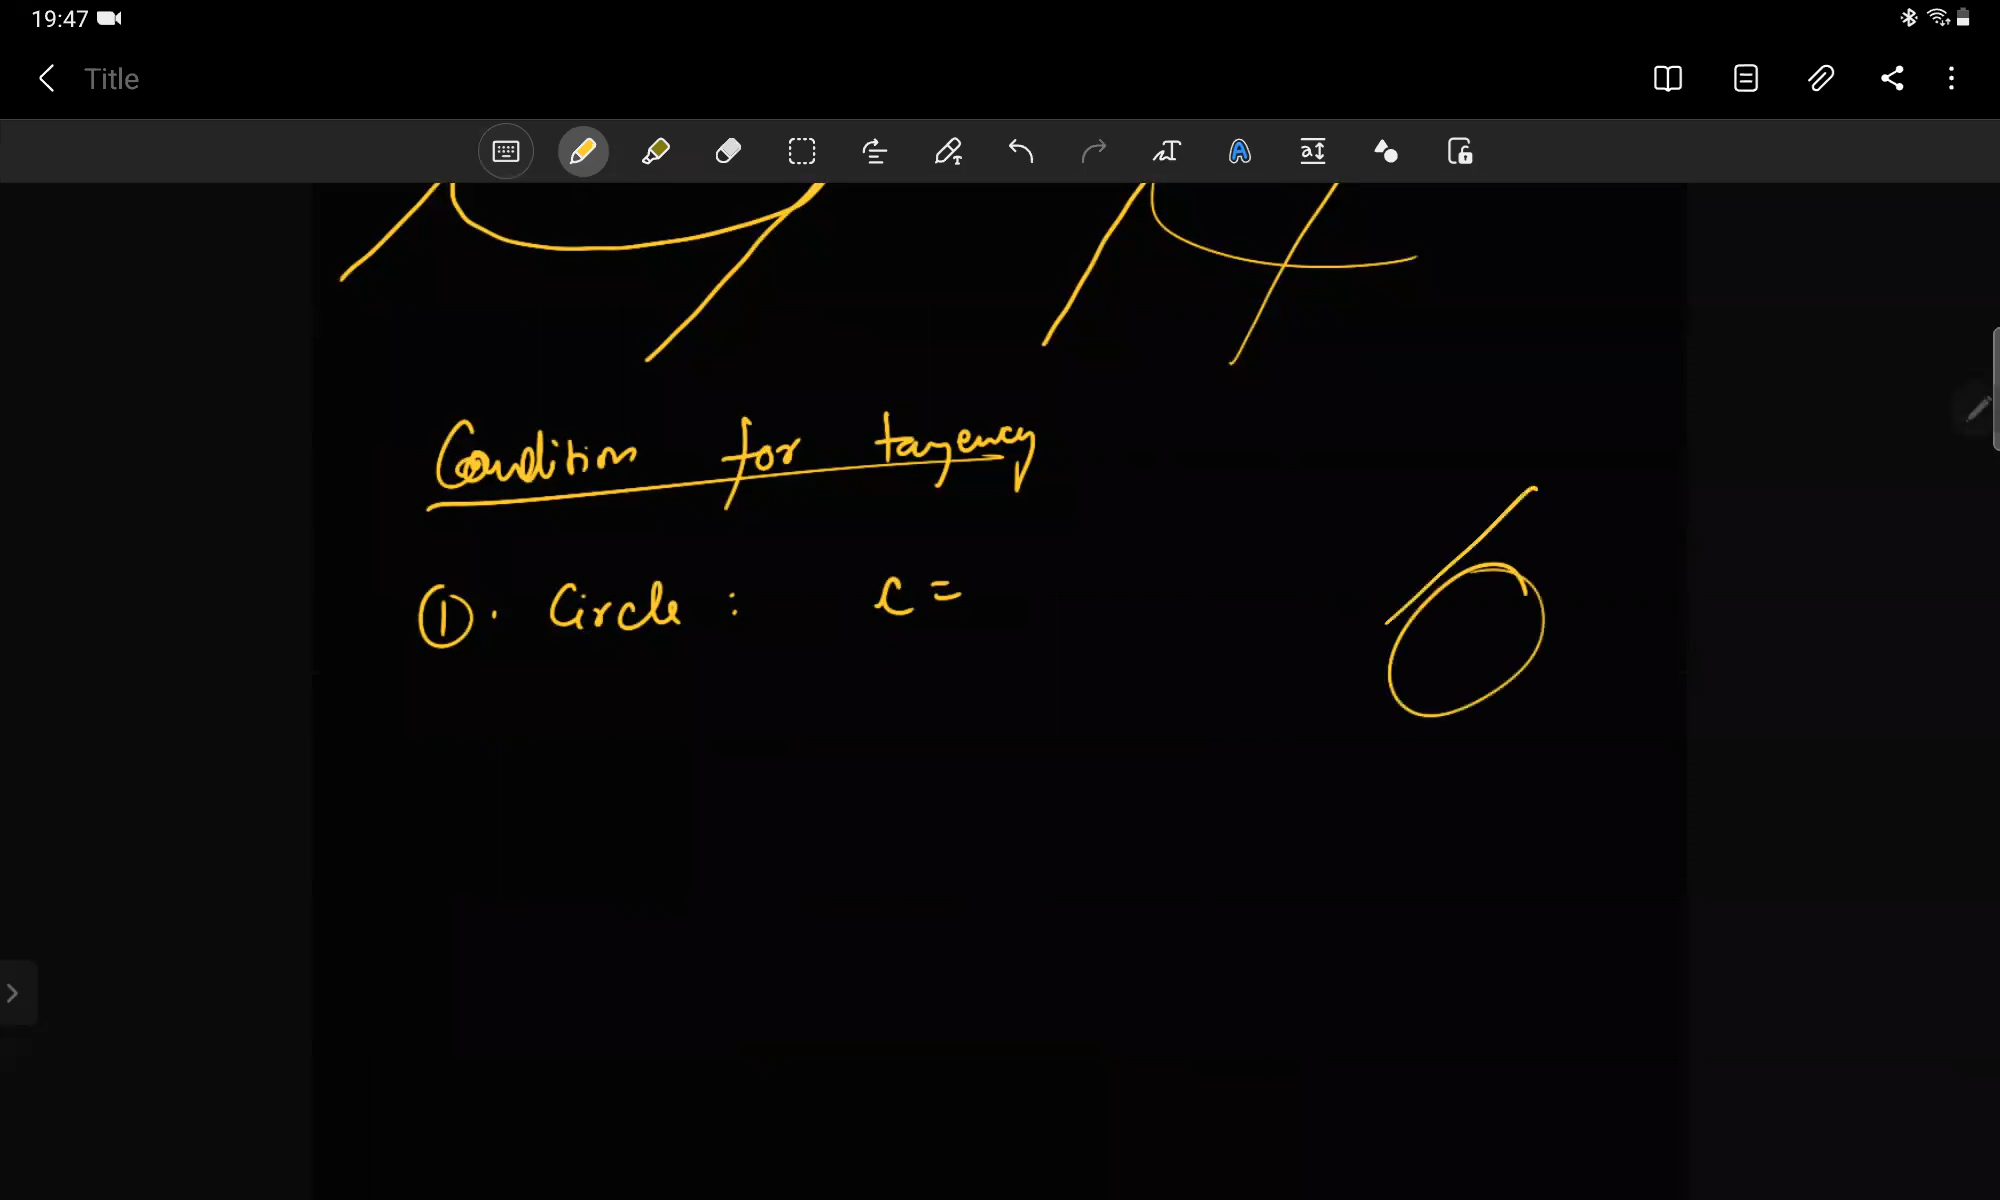 19:47
Title
Condition for tangency
①. Circle : c =